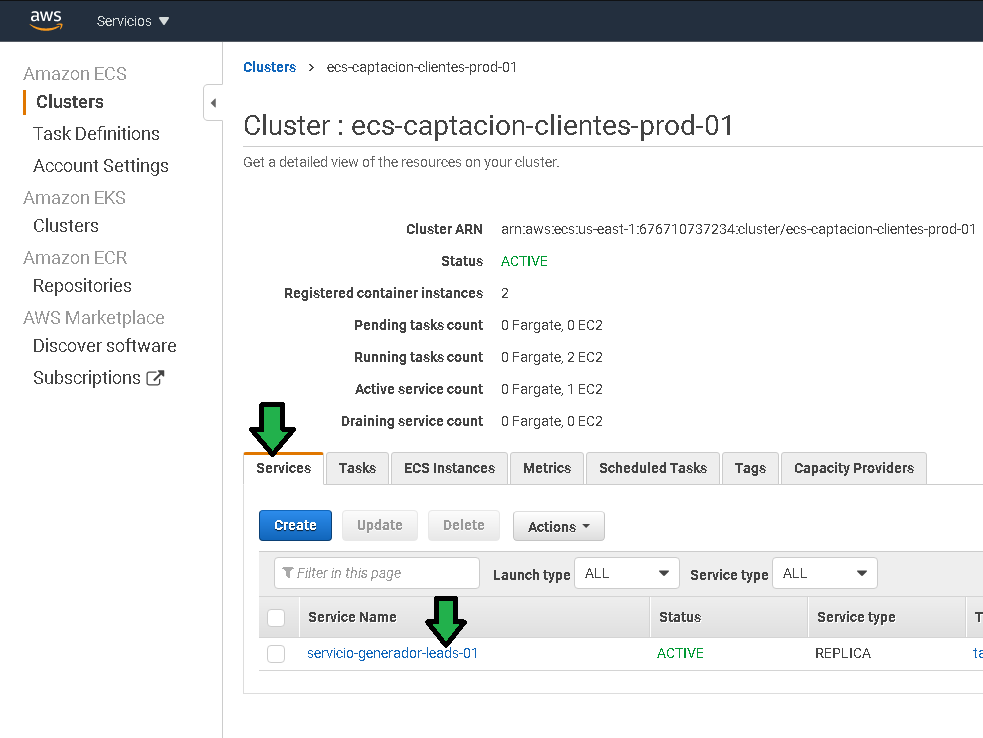 aws Servicios
Amazon ECS
Clusters
Task Definitions
Account Settings
Amazon EKS
Clusters
Amazon ECR
Repositories
AWS Marketplace
Discover software
Subscriptions
Clusters > ecs-captacion-clientes-prod-01
Cluster : ecs-captacion-clientes-prod-01
Get a detailed view of the resources on your cluster.
Cluster ARN arn:aws:ecs:us-east-1:676710737234:cluster/ecs-captacion-clientes-prod-01
Status ACTIVE
Registered container instances 2
Pending tasks count 0 Fargate, 0 EC2
Running tasks count 0 Fargate, 2 EC2
Active service count 0 Fargate, 1 EC2
Draining service count 0 Fargate, 0 EC2
Services Tasks ECS Instances Metrics Scheduled Tasks Tags Capacity Providers
Create Update Delete Actions
Filter in this page Launch type ALL Service type ALL
Service Name Status Service type T
servicio-generador-leads-01 ACTIVE REPLICA ta